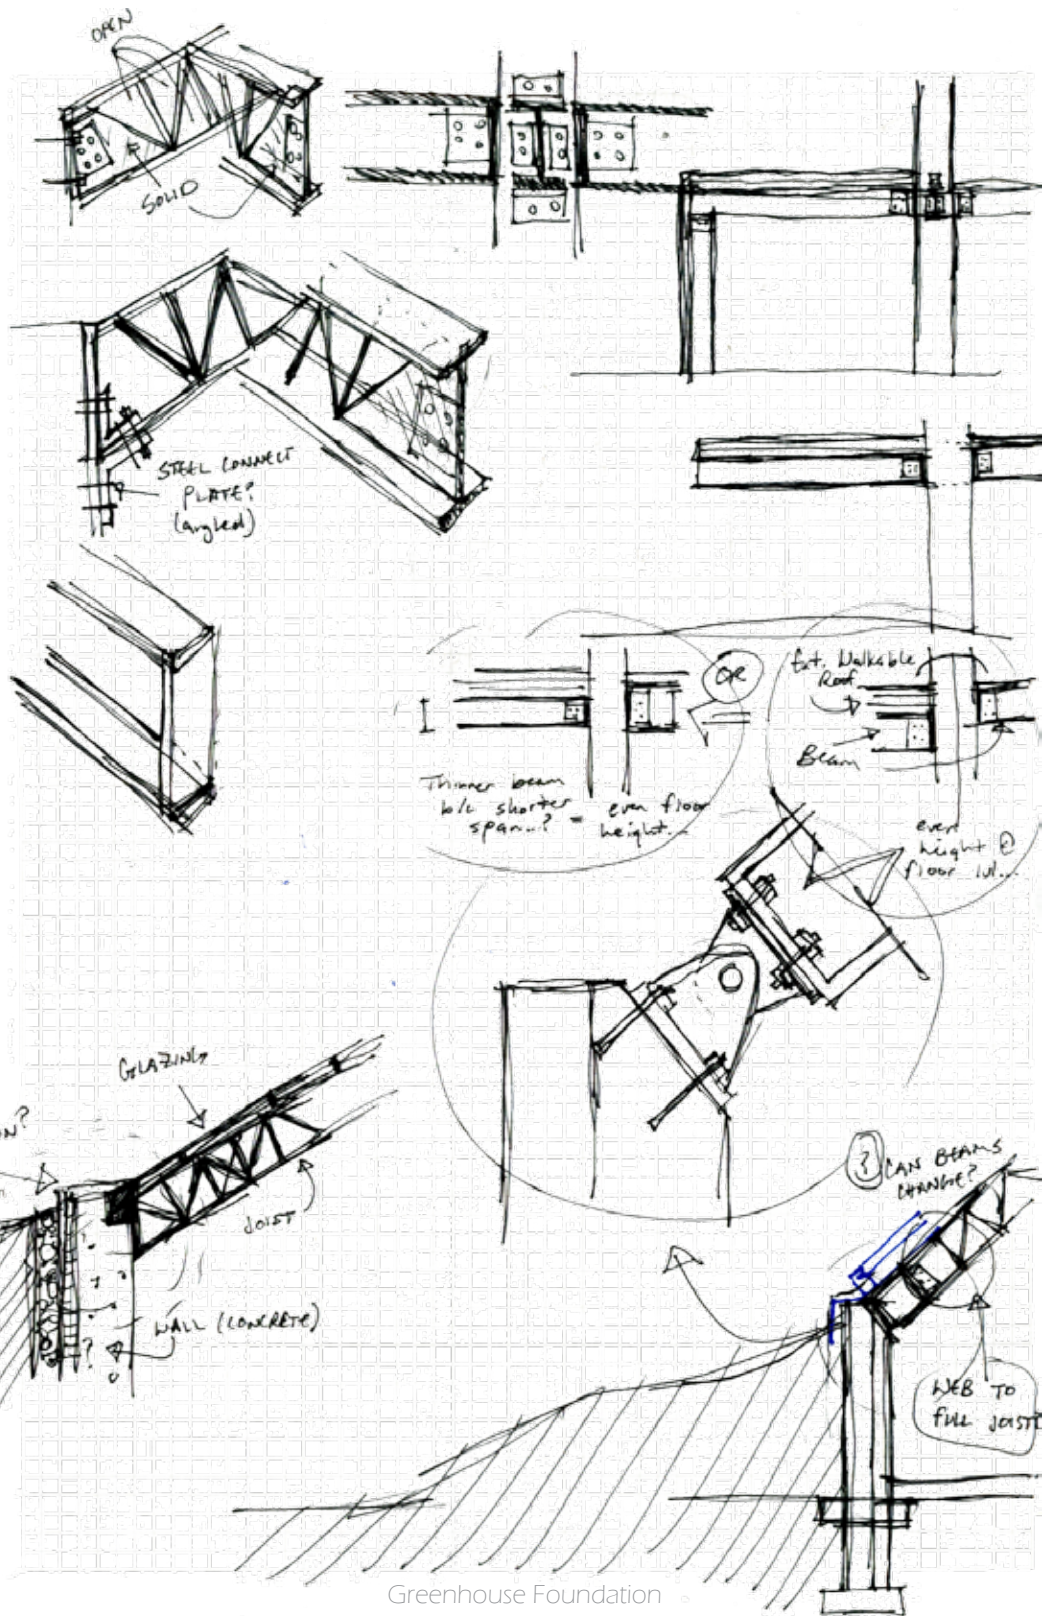 OPEN
SOLID
STEEL CONNECT
PLATE?
(angled)
OR
Ext. Walkable
Roof
Beam
Thinner beam
b/c shorter
span...? = even floor
height...
even
height @
floor lvl...
GLAZING
JOIST
WALL (CONCRETE)
?
? CAN BEAMS
CHANGE?
WEB TO
FULL JOIST
Greenhouse Foundation